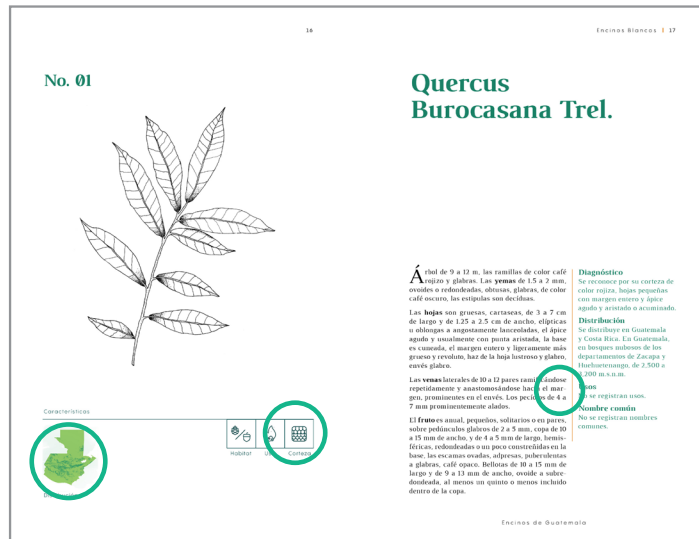 16
No. 01
Característicos
Habitat
Corteza
Encinos Blancos | 17
Quercus
Burocasana Trel.
Árbol de 9 a 12 m, las ramillas de color café
rojizo y glabras. Las yemas de 1.5 a 2 mm,
ovoides o redondeadas, obtusas, glabras, de color
café oscuro, las estipulas son deciduas.
Las hojas son gruesas, cartaseas, de 3 a 7 cm
de largo y de 1.25 a 2.5 cm de ancho, elípticas
u oblongas a angostamente lanceoladas, el ápice
agudo y usualmente con punta aristada, la base
es cuneada, el margen entero y ligeramente más
grueso y revoluto, haz de la hoja lustroso y glabro,
envés glabro.
Las venas laterales de 10 a 12 pares ramificándose
repetidamente y anastomosándose hacia el mar-
gen, prominentes en el envés. Los peciolos de 4 a
7 mm prominentemente alados.
El fruto es anual, pequeños, solitarios o en pares,
sobre pedúnculos glabros de 2 a 5 mm, copa de 10
a 15 mm de ancho, y de 4 a 5 mm de largo, hemis-
féricas, redondeadas o un poco constreñidas en la
base, las escamas ovadas, adpresas, puberulentas
a glabras, café opaco. Bellotas de 10 a 15 mm de
largo y de 9 a 13 mm de ancho, ovoide a subre-
dondeada, al menos un quinto o menos incluido
dentro de la copa.
Diagnóstico
Se reconoce por su corteza de
color rojiza, hojas pequeñas
con margen entero y ápice
agudo y aristado o acuminado.
Distribución
Se distribuye en Guatemala
y Costa Rica. En Guatemala,
en bosques nubosos de los
departamentos de Zacapa y
Huehuetenango, de 2,500 a
3,200 m.s.n.m.
Usos
No se registran usos.
Nombre común
No se registran nombres
comunes.
Encinos de Guatemala